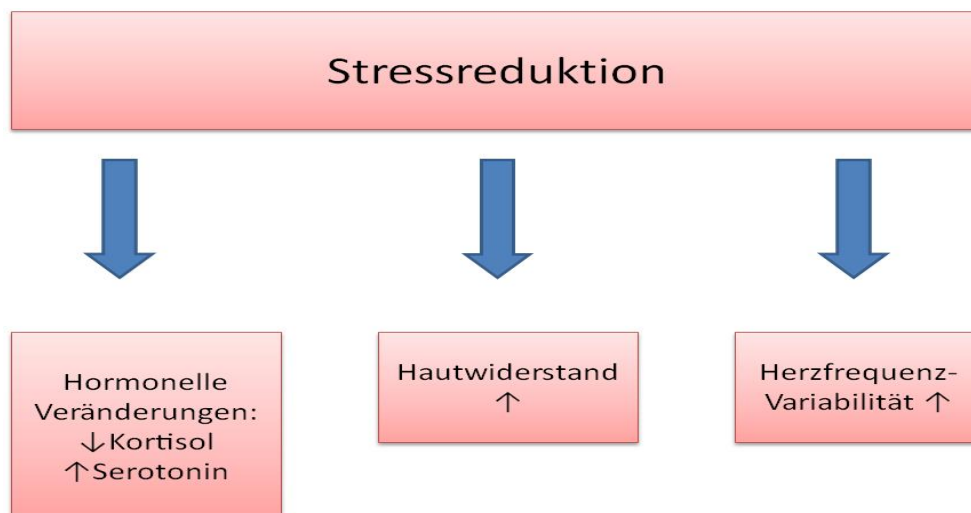 Stressreduktion
Hormonelle
Veränderungen:
↓Kortisol
↑Serotonin
Hautwiderstand
↑
Herzfrequenz-
Variabilität ↑